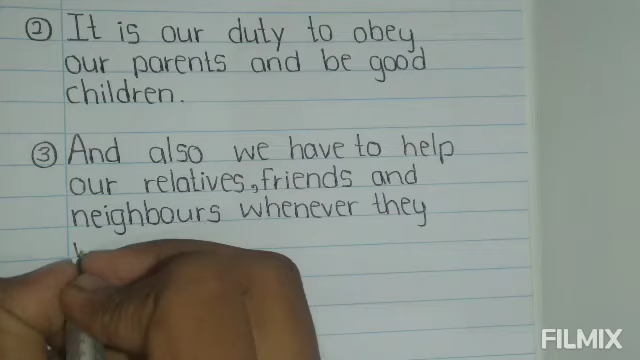 ② It is our duty to obey
our parents and be good
children.
③ And also we have to help
our relatives, friends and
neighbours whenever they
FILMIX